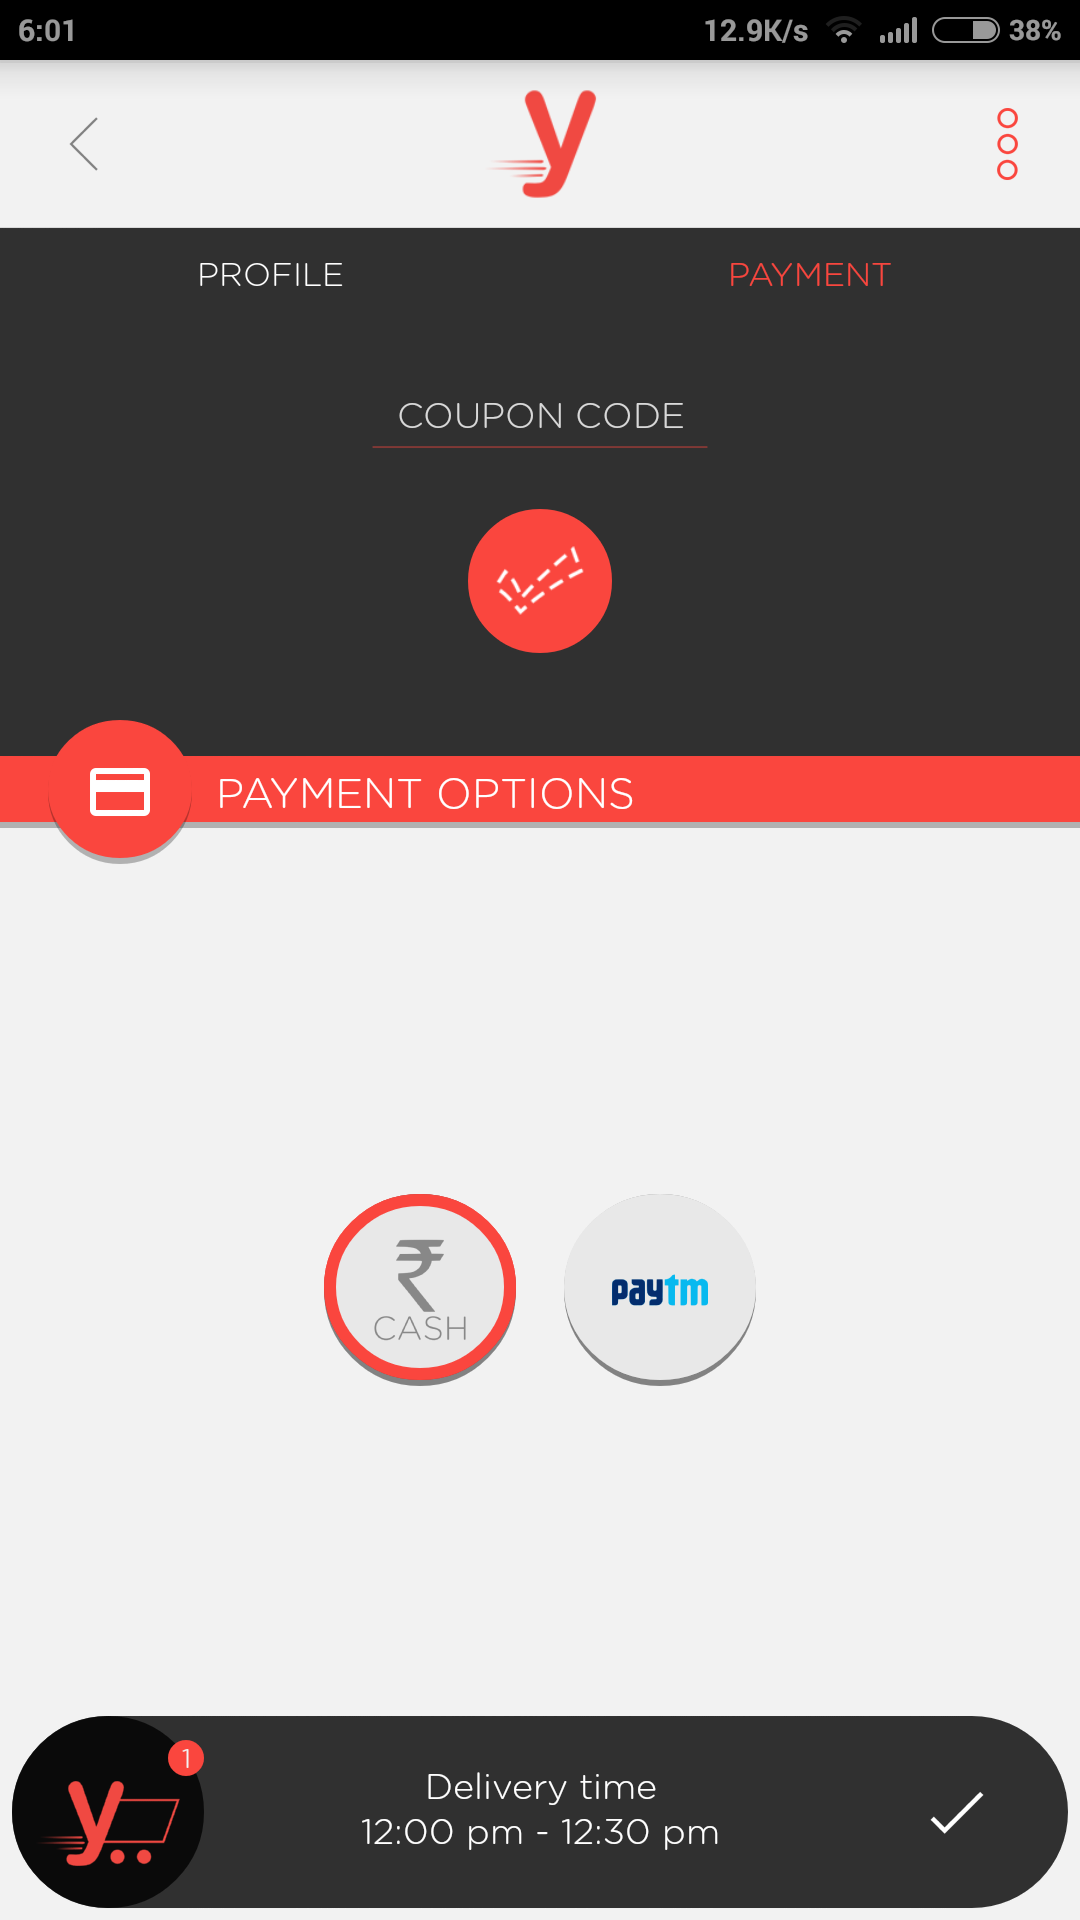 6:01 12.9K/s 38%
y
PROFILE PAYMENT
COUPON CODE
PAYMENT OPTIONS
₹
CASH
paytm
1
y
Delivery time
12:00 pm - 12:30 pm